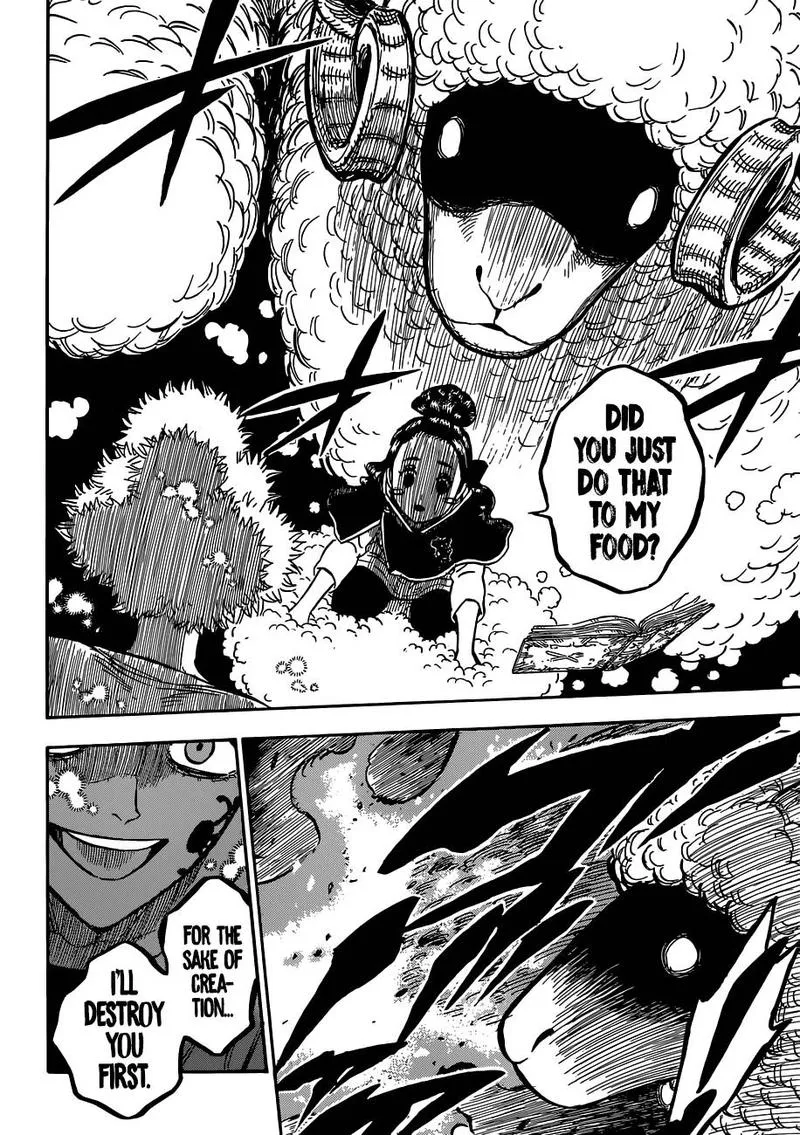 DID
YOU JUST
DO THAT
TO MY
FOOD?
FOR THE
SAKE OF
CREA-
TION...
I'LL
DESTROY
YOU
FIRST.